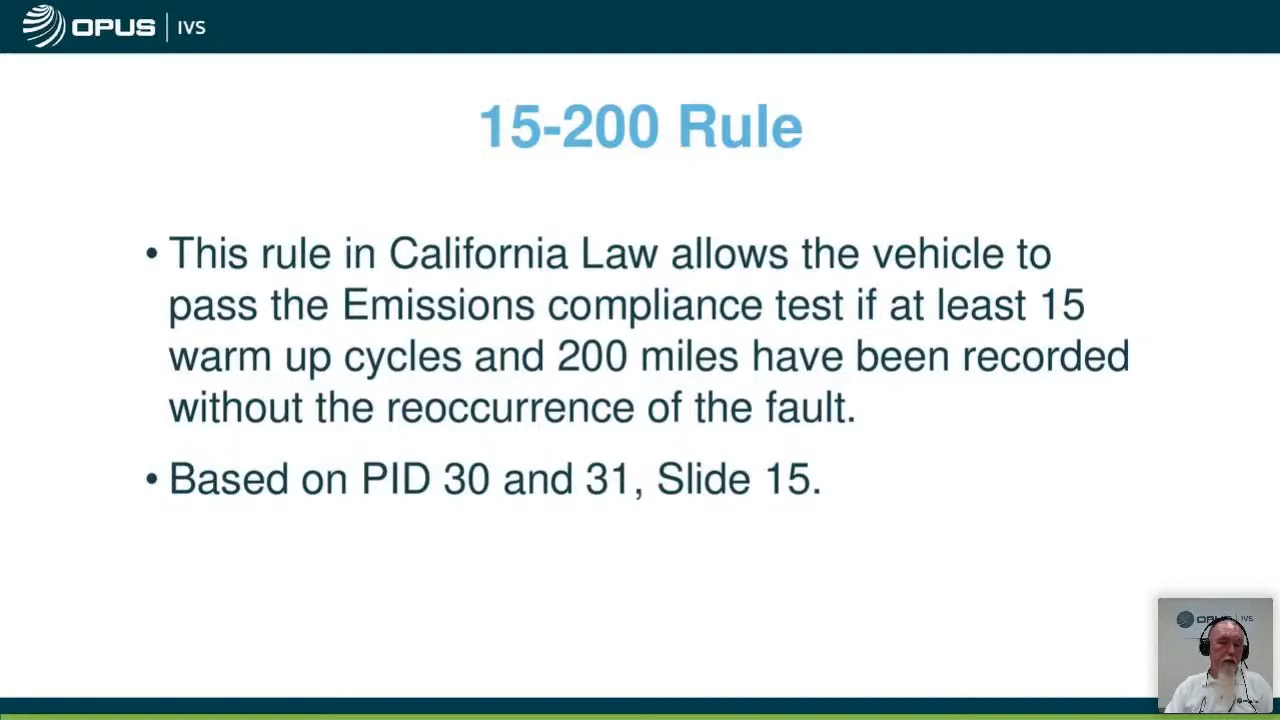 OPUS | IVS
15-200 Rule
• This rule in California Law allows the vehicle to
pass the Emissions compliance test if at least 15
warm up cycles and 200 miles have been recorded
without the reoccurrence of the fault.
• Based on PID 30 and 31, Slide 15.
OPUS | IVS